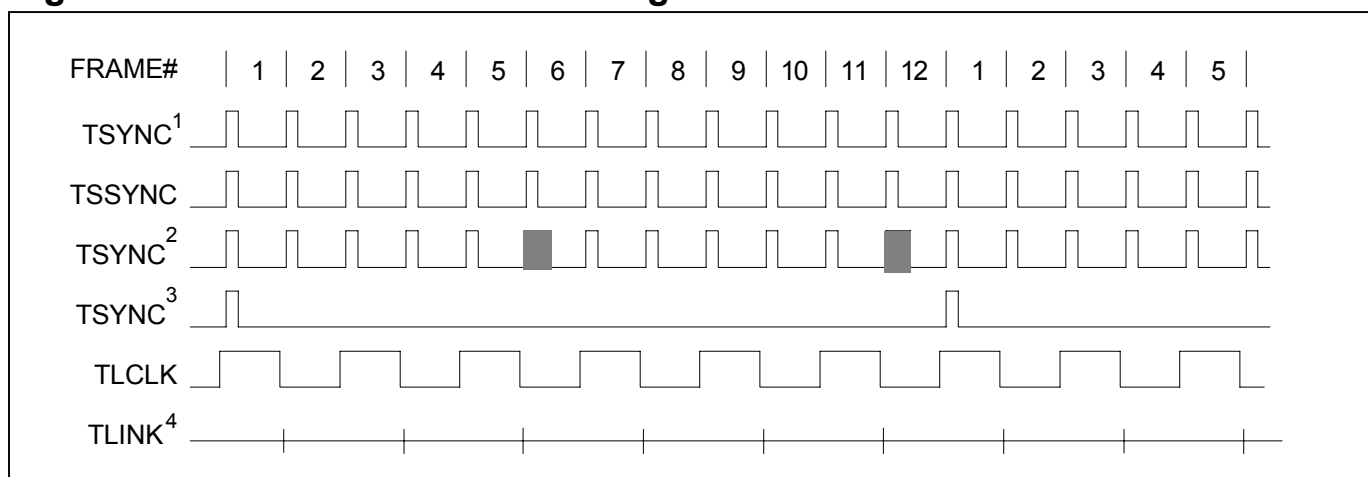 FRAME# 1 2 3 4 5 6 7 8 9 10 11 12 1 2 3 4 5
TSYNC1
TSSYNC
TSYNC2
TSYNC3
TLCLK
TLINK4